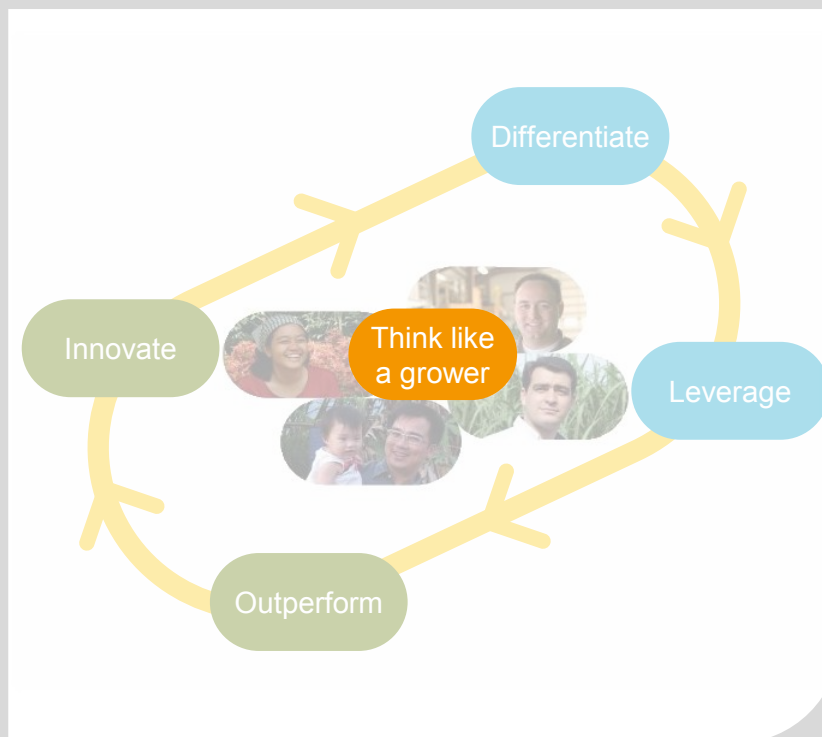 Differentiate
Innovate
Think like
a grower
Leverage
Outperform